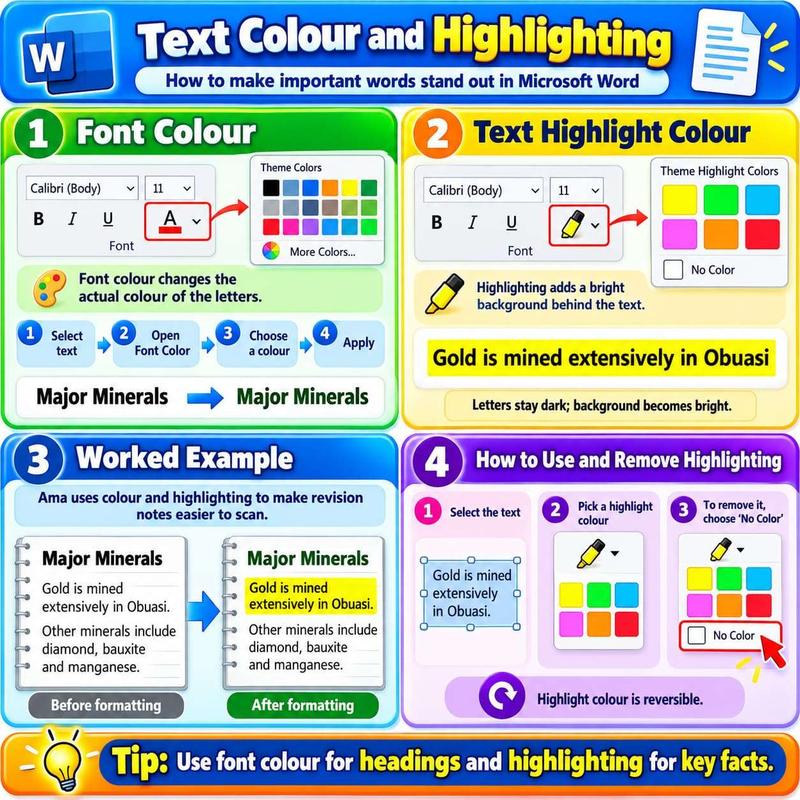 W
Text Colour and Highlighting
How to make important words stand out in Microsoft Word
1 Font Colour
Calibri (Body)
11
B I U A
Font
Theme Colors
More Colors...
Font colour changes the
actual colour of the letters.
1 Select
text
2 Open
Font Color
3 Choose
a colour
4 Apply
Major Minerals
Major Minerals
2 Text Highlight Colour
Calibri (Body)
11
B I U
Font
Theme Highlight Colors
No Color
Highlighting adds a bright
background behind the text.
Gold is mined extensively in Obuasi
Letters stay dark; background becomes bright.
3 Worked Example
Ama uses colour and highlighting to make revision
notes easier to scan.
Major Minerals
Gold is mined
extensively in Obuasi.
Other minerals include
diamond, bauxite
and manganese.
Before formatting
Major Minerals
Gold is mined
extensively in Obuasi.
Other minerals include
diamond, bauxite
and manganese.
After formatting
4 How to Use and Remove Highlighting
1 Select the text
Gold is mined
extensively
in Obuasi.
2 Pick a highlight
colour
3 To remove it,
choose ‘No Color’
No Color
Highlight colour is reversible.
Tip: Use font colour for headings and highlighting for key facts.